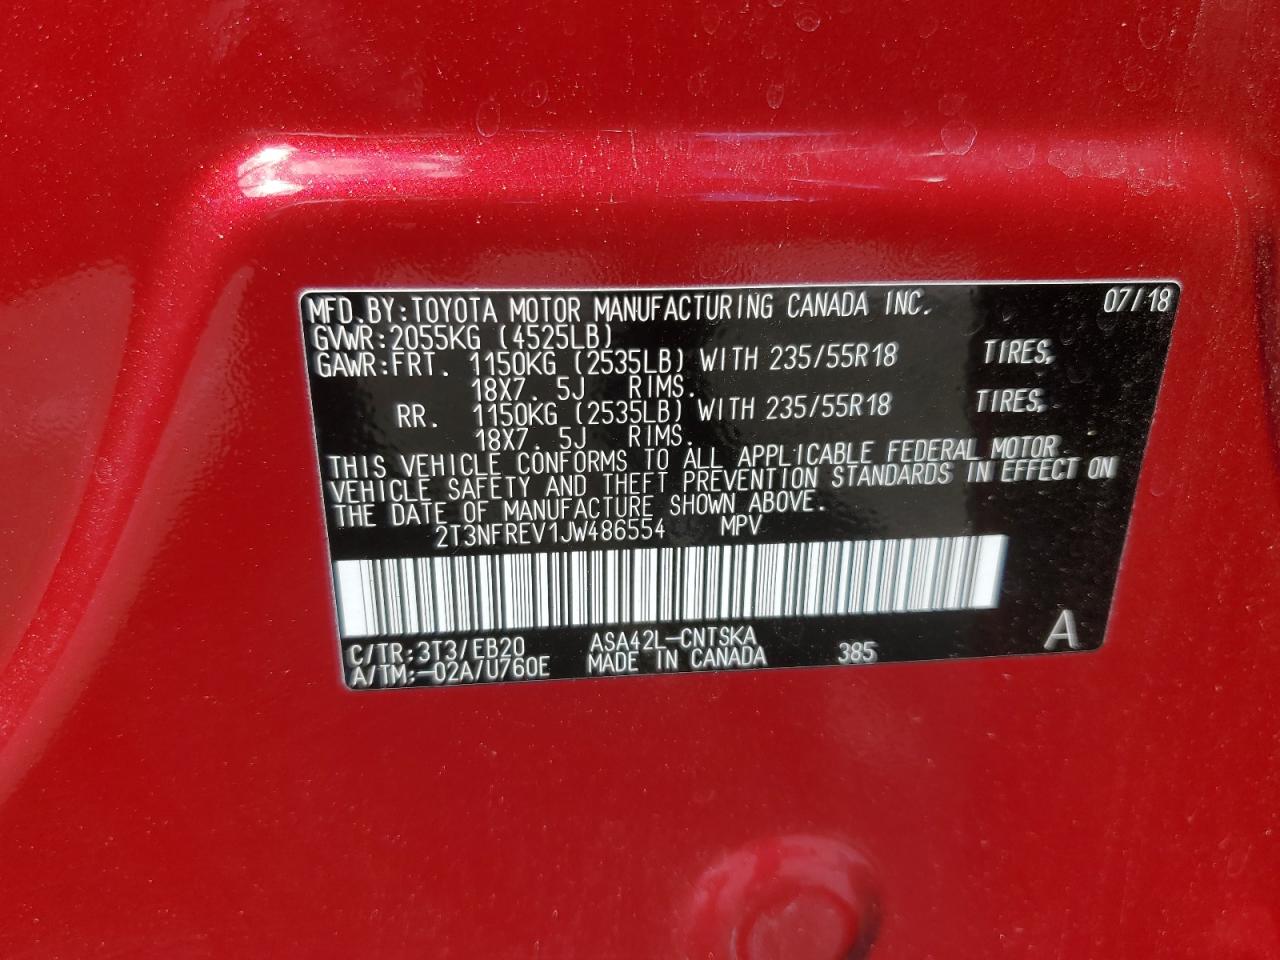 MFD.BY:TOYOTA MOTOR MANUFACTURING CANADA INC. 07/18
GVWR:2055KG (4525LB)
GAWR:FRT. 1150KG (2535LB) WITH 235/55R18 TIRES,
18X7.5J RIMS.
RR. 1150KG (2535LB) WITH 235/55R18 TIRES,
18X7.5J RIMS.
THIS VEHICLE CONFORMS TO ALL APPLICABLE FEDERAL MOTOR
VEHICLE SAFETY AND THEFT PREVENTION STANDARDS IN EFFECT ON
THE DATE OF MANUFACTURE SHOWN ABOVE.
2T3NFREV1JW486554 MPV
C/TR:3T3/EB20 ASA42L-CNTSKA
A/TM:-02A/U760E MADE IN CANADA 385 A